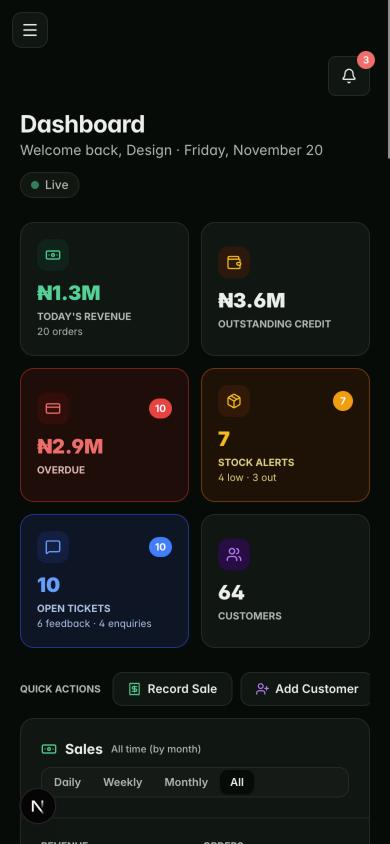 3
Dashboard
Welcome back, Design · Friday, November 20
Live
₦1.3M
TODAY'S REVENUE
20 orders
₦3.6M
OUTSTANDING CREDIT
10
₦2.9M
OVERDUE
7
7
STOCK ALERTS
4 low · 3 out
10
10
OPEN TICKETS
6 feedback · 4 enquiries
64
CUSTOMERS
QUICK ACTIONS
Record Sale
Add Customer
Sales All time (by month)
Daily Weekly Monthly All
N
REVENUE ORDERS